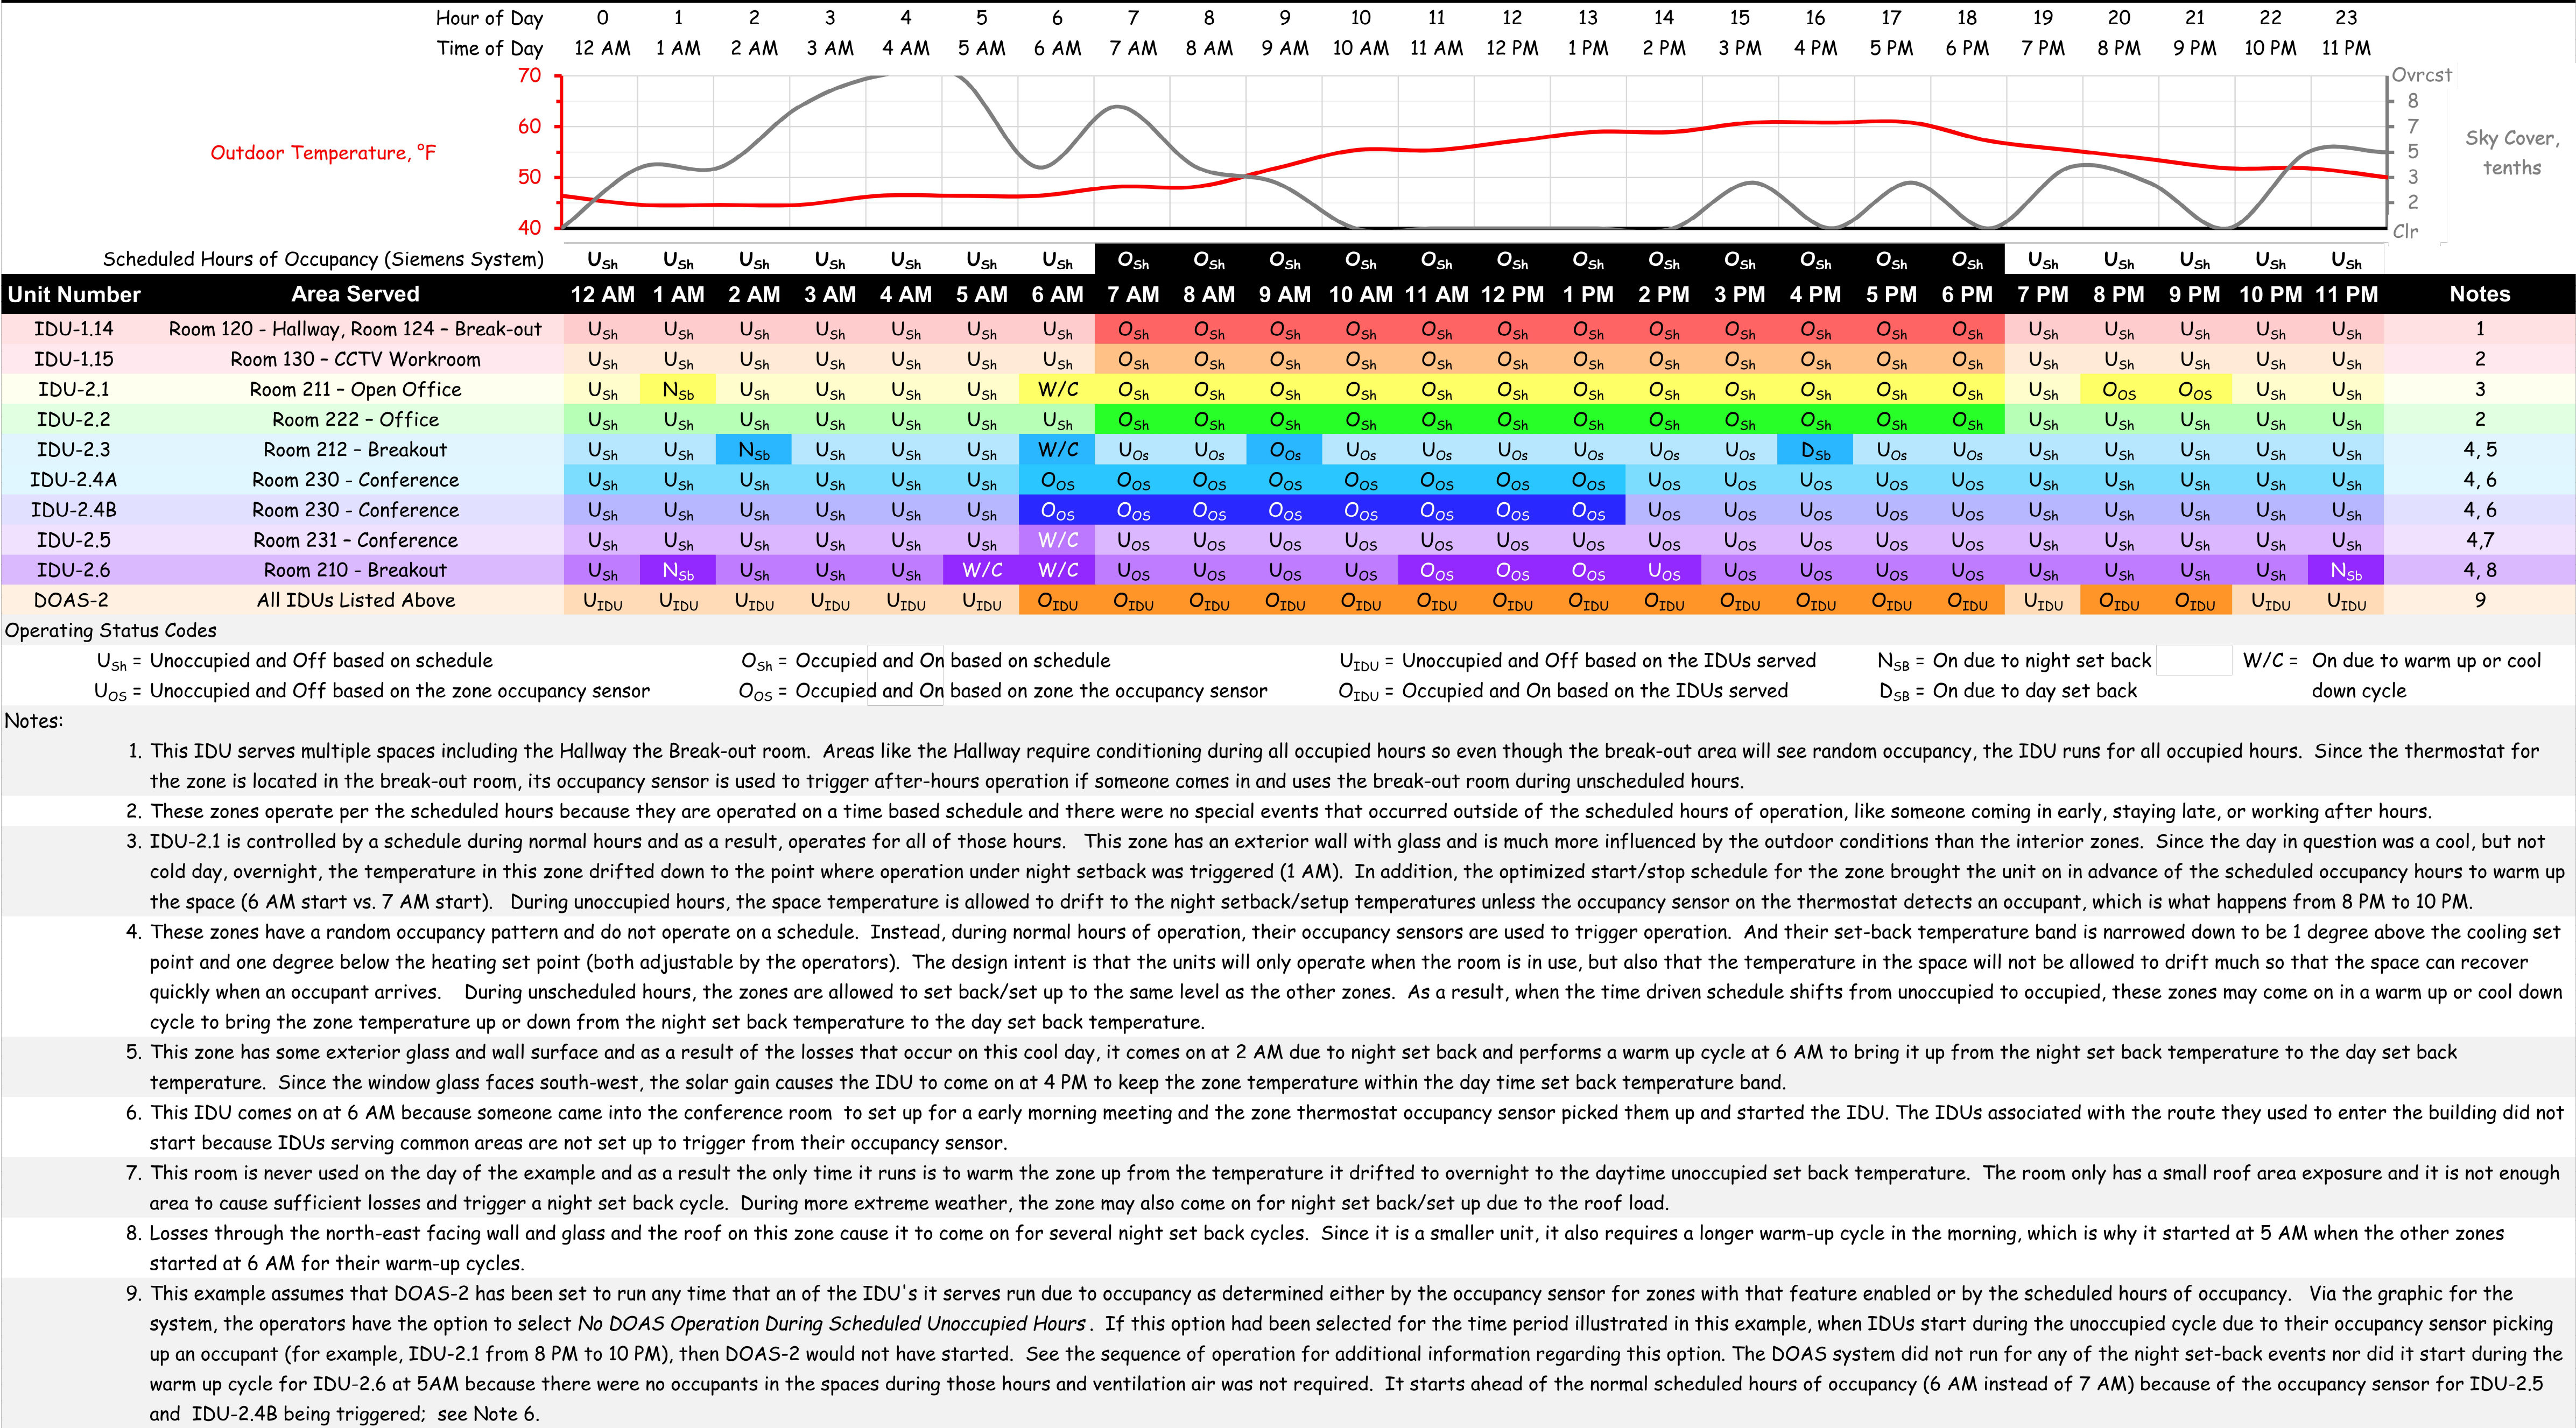 Hour of Day 0 1 2 3 4 5 6 7 8 9 10 11 12 13 14 15 16 17 18 19 20 21 22 23
Time of Day 12 AM 1 AM 2 AM 3 AM 4 AM 5 AM 6 AM 7 AM 8 AM 9 AM 10 AM 11 AM 12 PM 1 PM 2 PM 3 PM 4 PM 5 PM 6 PM 7 PM 8 PM 9 PM 10 PM 11 PM
70 Ovrcst
8
60 7
Outdoor Temperature, °F 5 Sky Cover, tenths
50 3
2
40 Clr
Scheduled Hours of Occupancy (Siemens System) USh USh USh USh USh USh USh OSh OSh OSh OSh OSh OSh OSh OSh OSh OSh OSh OSh USh USh USh USh USh
Unit Number Area Served 12 AM 1 AM 2 AM 3 AM 4 AM 5 AM 6 AM 7 AM 8 AM 9 AM 10 AM 11 AM 12 PM 1 PM 2 PM 3 PM 4 PM 5 PM 6 PM 7 PM 8 PM 9 PM 10 PM 11 PM Notes
IDU-1.14 Room 120 - Hallway, Room 124 – Break-out USh USh USh USh USh USh USh OSh OSh OSh OSh OSh OSh OSh OSh OSh OSh OSh OSh USh USh USh USh USh 1
IDU-1.15 Room 130 – CCTV Workroom USh USh USh USh USh USh USh OSh OSh OSh OSh OSh OSh OSh OSh OSh OSh OSh OSh USh USh USh USh USh 2
IDU-2.1 Room 211 – Open Office USh NSb USh USh USh USh W/C OSh OSh OSh OSh OSh OSh OSh OSh OSh OSh OSh OSh USh OOS OOS USh USh 3
IDU-2.2 Room 222 – Office USh USh USh USh USh USh USh OSh OSh OSh OSh OSh OSh OSh OSh OSh OSh OSh OSh USh USh USh USh USh 2
IDU-2.3 Room 212 – Breakout USh USh NSb USh USh USh W/C UOs UOs OOs UOs UOs UOs UOs UOs UOs DSb UOs UOs USh USh USh USh USh 4, 5
IDU-2.4A Room 230 - Conference USh USh USh USh USh USh OOS OOS OOS OOS OOS OOS OOS OOS UOS UOS UOS UOS UOS USh USh USh USh USh 4, 6
IDU-2.4B Room 230 - Conference USh USh USh USh USh USh OOS OOS OOS OOS OOS OOS OOS OOS UOS UOS UOS UOS UOS USh USh USh USh USh 4, 6
IDU-2.5 Room 231 – Conference USh USh USh USh USh USh W/C UOS UOS UOS UOS UOS UOS UOS UOS UOS UOS UOS UOS USh USh USh USh USh 4,7
IDU-2.6 Room 210 - Breakout USh NSb USh USh USh W/C W/C UOS UOS UOS UOS OOS OOS OOS UOS UOS UOS UOS UOS USh USh USh USh NSb 4, 8
DOAS-2 All IDUs Listed Above UIDU UIDU UIDU UIDU UIDU UIDU OIDU OIDU OIDU OIDU OIDU OIDU OIDU OIDU OIDU OIDU OIDU OIDU OIDU UIDU OIDU OIDU UIDU UIDU 9
Operating Status Codes
USh = Unoccupied and Off based on schedule OSh = Occupied and On based on schedule UIDU = Unoccupied and Off based on the IDUs served NSB = On due to night set back W/C = On due to warm up or cool
UOS = Unoccupied and Off based on the zone occupancy sensor OOS = Occupied and On based on zone the occupancy sensor OIDU = Occupied and On based on the IDUs served DSB = On due to day set back down cycle
Notes:
1. This IDU serves multiple spaces including the Hallway the Break-out room. Areas like the Hallway require conditioning during all occupied hours so even though the break-out area will see random occupancy, the IDU runs for all occupied hours. Since the thermostat for
the zone is located in the break-out room, its occupancy sensor is used to trigger after-hours operation if someone comes in and uses the break-out room during unscheduled hours.
2. These zones operate per the scheduled hours because they are operated on a time based schedule and there were no special events that occurred outside of the scheduled hours of operation, like someone coming in early, staying late, or working after hours.
3. IDU-2.1 is controlled by a schedule during normal hours and as a result, operates for all of those hours. This zone has an exterior wall with glass and is much more influenced by the outdoor conditions than the interior zones. Since the day in question was a cool, but not
cold day, overnight, the temperature in this zone drifted down to the point where operation under night setback was triggered (1 AM). In addition, the optimized start/stop schedule for the zone brought the unit on in advance of the scheduled occupancy hours to warm up
the space (6 AM start vs. 7 AM start). During unoccupied hours, the space temperature is allowed to drift to the night setback/setup temperatures unless the occupancy sensor on the thermostat detects an occupant, which is what happens from 8 PM to 10 PM.
4. These zones have a random occupancy pattern and do not operate on a schedule. Instead, during normal hours of operation, their occupancy sensors are used to trigger operation. And their set-back temperature band is narrowed down to be 1 degree above the cooling set
point and one degree below the heating set point (both adjustable by the operators). The design intent is that the units will only operate when the room is in use, but also that the temperature in the space will not be allowed to drift much so that the space can recover
quickly when an occupant arrives. During unscheduled hours, the zones are allowed to set back/set up to the same level as the other zones. As a result, when the time driven schedule shifts from unoccupied to occupied, these zones may come on in a warm up or cool down
cycle to bring the zone temperature up or down from the night set back temperature to the day set back temperature.
5. This zone has some exterior glass and wall surface and as a result of the losses that occur on this cool day, it comes on at 2 AM due to night set back and performs a warm up cycle at 6 AM to bring it up from the night set back temperature to the day set back
temperature. Since the window glass faces south-west, the solar gain causes the IDU to come on at 4 PM to keep the zone temperature within the day time set back temperature band.
6. This IDU comes on at 6 AM because someone came into the conference room to set up for a early morning meeting and the zone thermostat occupancy sensor picked them up and started the IDU. The IDUs associated with the route they used to enter the building did not
start because IDUs serving common areas are not set up to trigger from their occupancy sensor.
7. This room is never used on the day of the example and as a result the only time it runs is to warm the zone up from the temperature it drifted to overnight to the daytime unoccupied set back temperature. The room only has a small roof area exposure and it is not enough
area to cause sufficient losses and trigger a night set back cycle. During more extreme weather, the zone may also come on for night set back/set up due to the roof load.
8. Losses through the north-east facing wall and glass and the roof on this zone cause it to come on for several night set back cycles. Since it is a smaller unit, it also requires a longer warm-up cycle in the morning, which is why it started at 5 AM when the other zones
started at 6 AM for their warm-up cycles.
9. This example assumes that DOAS-2 has been set to run any time that an of the IDU's it serves run due to occupancy as determined either by the occupancy sensor for zones with that feature enabled or by the scheduled hours of occupancy. Via the graphic for the
system, the operators have the option to select No DOAS Operation During Scheduled Unoccupied Hours. If this option had been selected for the time period illustrated in this example, when IDUs start during the unoccupied cycle due to their occupancy sensor picking
up an occupant (for example, IDU-2.1 from 8 PM to 10 PM), then DOAS-2 would not have started. See the sequence of operation for additional information regarding this option. The DOAS system did not run for any of the night set-back events nor did it start during the
warm up cycle for IDU-2.6 at 5AM because there were no occupants in the spaces during those hours and ventilation air was not required. It starts ahead of the normal scheduled hours of occupancy (6 AM instead of 7 AM) because of the occupancy sensor for IDU-2.5
and IDU-2.4B being triggered; see Note 6.